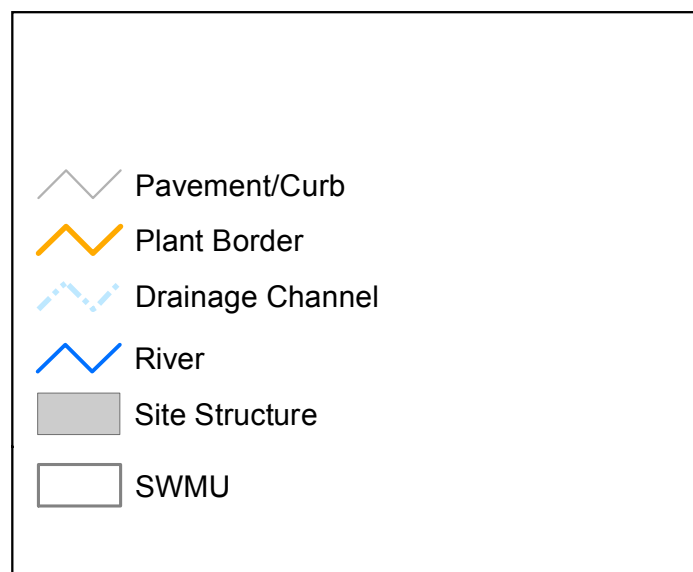 Pavement/Curb
Plant Border
Drainage Channel
River
Site Structure
SWMU